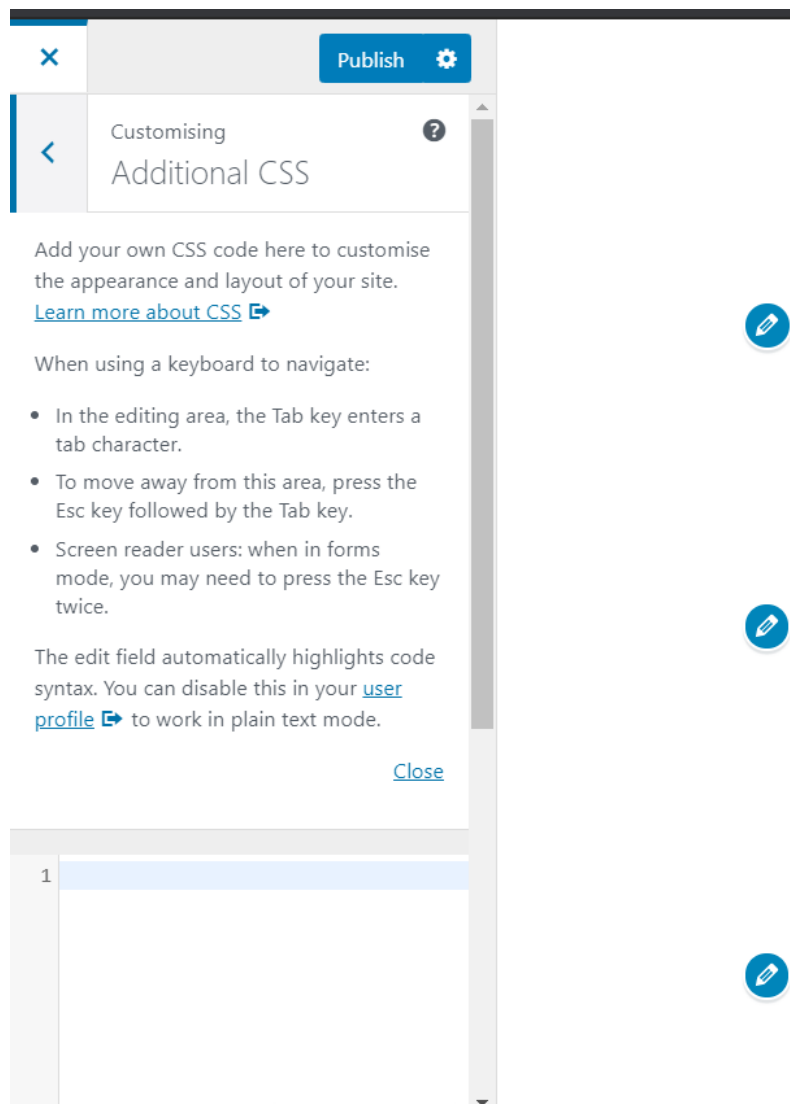 Publish
Customising
Additional CSS
Add your own CSS code here to customise
the appearance and layout of your site.
Learn more about CSS
When using a keyboard to navigate:
• In the editing area, the Tab key enters a
tab character.
• To move away from this area, press the
Esc key followed by the Tab key.
• Screen reader users: when in forms
mode, you may need to press the Esc key
twice.
The edit field automatically highlights code
syntax. You can disable this in your user
profile to work in plain text mode.
Close
1